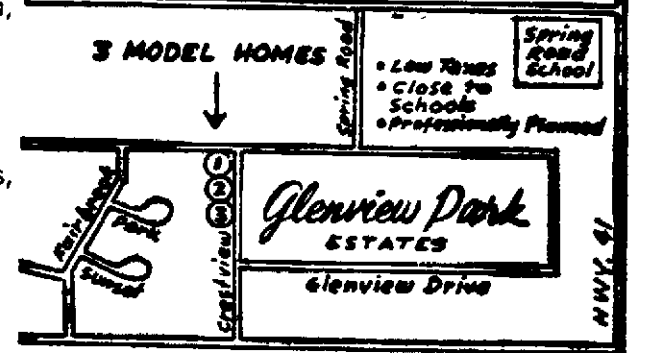 3 MODEL HOMES
Spring Road
• Low Taxes
• Close to
Schools
• Professionally Planned
Spring
Road
School
1
2
3
Park
Sunset
Crestview
Glenview Park
ESTATES
Glenview Drive
HWY. 41